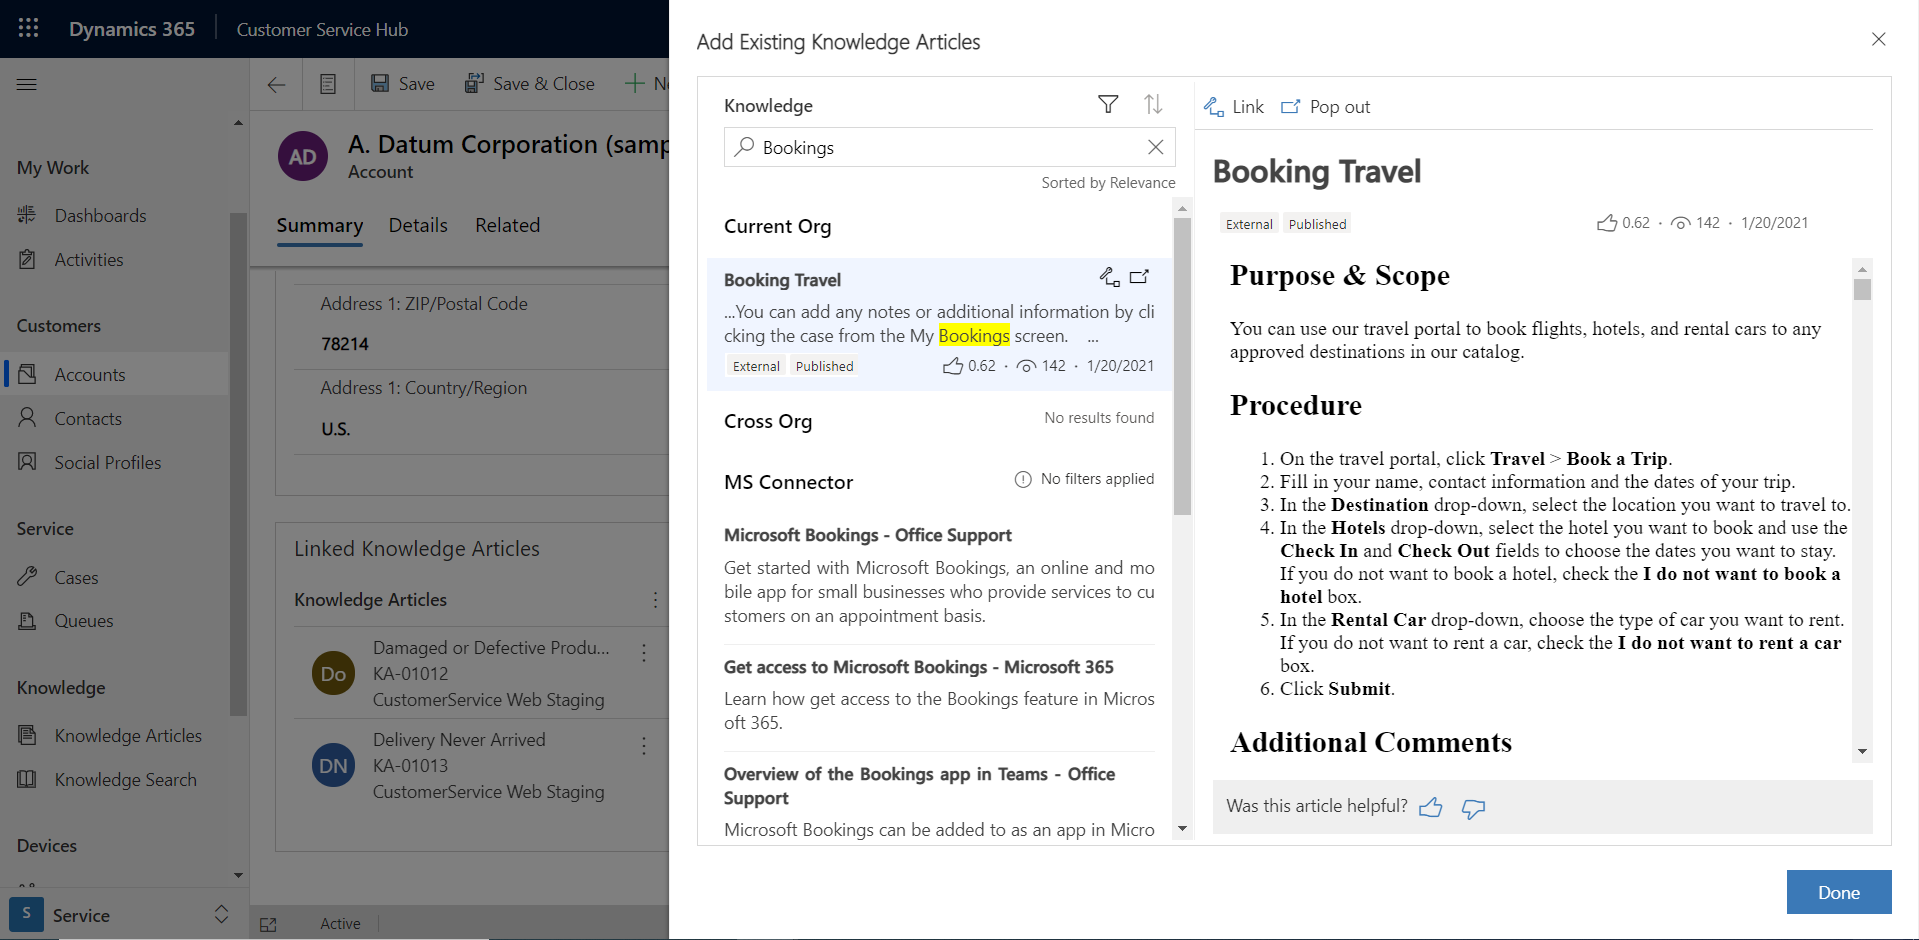 Dynamics 365
Customer Service Hub
My Work
Dashboards
Activities
Customers
Accounts
Contacts
Social Profiles
Service
Cases
Queues
Knowledge
Knowledge Articles
Knowledge Search
Devices
S
Service
Save
Save & Close
AD
A. Datum Corporation (samp
Account
Summary
Details
Related
Address 1: ZIP/Postal Code
78214
Address 1: Country/Region
U.S.
Linked Knowledge Articles
Knowledge Articles
Do
Damaged or Defective Produ...
KA-01012
CustomerService Web Staging
DN
Delivery Never Arrived
KA-01013
CustomerService Web Staging
Active
Add Existing Knowledge Articles
Knowledge
Bookings
Sorted by Relevance
Current Org
Booking Travel
...You can add any notes or additional information by cli
cking the case from the My Bookings screen. ...
External Published 0.62 · 142 · 1/20/2021
Cross Org
No results found
MS Connector
No filters applied
Microsoft Bookings - Office Support
Get started with Microsoft Bookings, an online and mo
bile app for small businesses who provide services to cu
stomers on an appointment basis.
Get access to Microsoft Bookings - Microsoft 365
Learn how get access to the Bookings feature in Micros
oft 365.
Overview of the Bookings app in Teams - Office
Support
Microsoft Bookings can be added to as an app in Micro
Link
Pop out
Booking Travel
External Published 0.62 · 142 · 1/20/2021
Purpose & Scope
You can use our travel portal to book flights, hotels, and rental cars to any
approved destinations in our catalog.
Procedure
1. On the travel portal, click Travel > Book a Trip.
2. Fill in your name, contact information and the dates of your trip.
3. In the Destination drop-down, select the location you want to travel to.
4. In the Hotels drop-down, select the hotel you want to book and use the
Check In and Check Out fields to choose the dates you want to stay.
If you do not want to book a hotel, check the I do not want to book a
hotel box.
5. In the Rental Car drop-down, choose the type of car you want to rent.
If you do not want to rent a car, check the I do not want to rent a car
box.
6. Click Submit.
Additional Comments
Was this article helpful?
Done